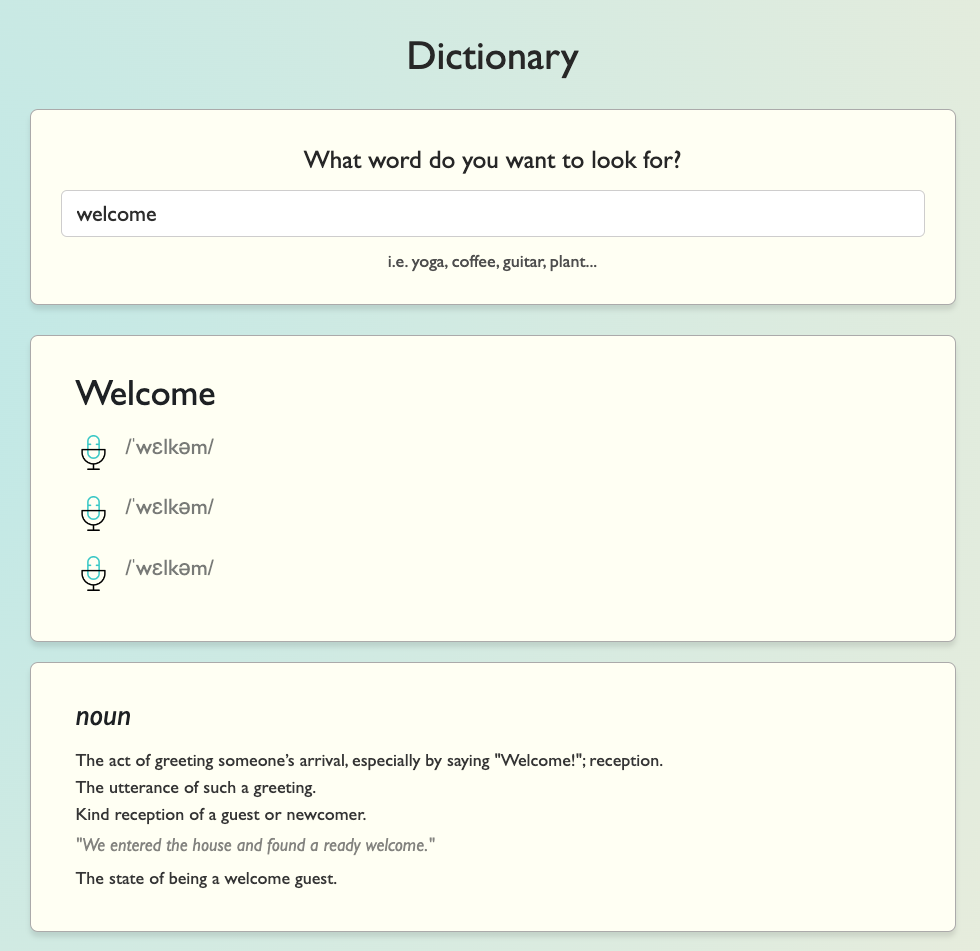 Dictionary
What word do you want to look for?
welcome
i.e. yoga, coffee, guitar, plant...
Welcome
/ˈwɛlkəm/
/ˈwɛlkəm/
/ˈwɛlkəm/
noun
The act of greeting someone’s arrival, especially by saying "Welcome!"; reception.
The utterance of such a greeting.
Kind reception of a guest or newcomer.
"We entered the house and found a ready welcome."
The state of being a welcome guest.